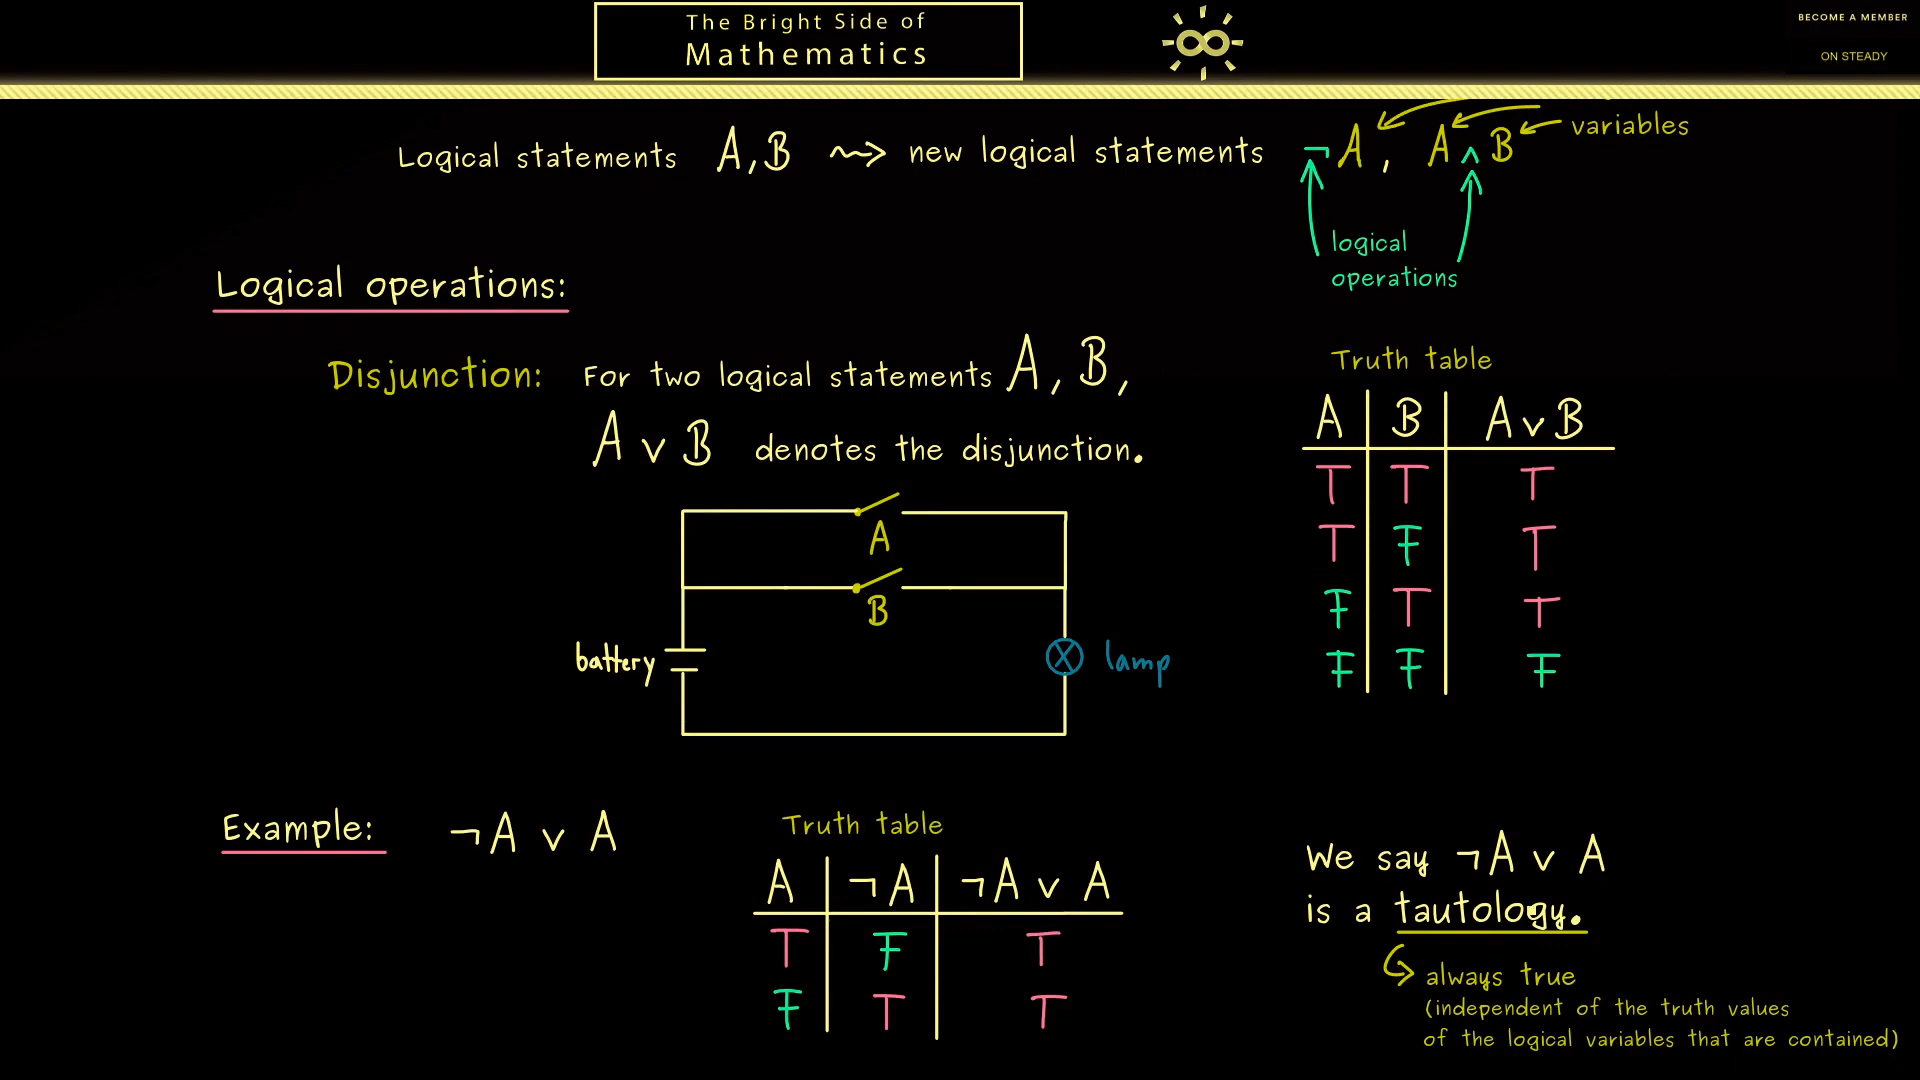 The Bright Side of
Mathematics
BECOME A MEMBER
ON STEADY
Logical statements A, B ⇝ new logical statements ¬A, A ∧ B variables
logical
operations
Logical operations:
Disjunction: For two logical statements A, B,
A ∨ B denotes the disjunction.
A
B
battery
lamp
Truth table
A B A ∨ B
T T T
T F T
F T T
F F F
Example: ¬A ∨ A
Truth table
A ¬A ¬A ∨ A
T F T
F T T
We say ¬A ∨ A
is a tautology.
always true
(independent of the truth values
of the logical variables that are contained)